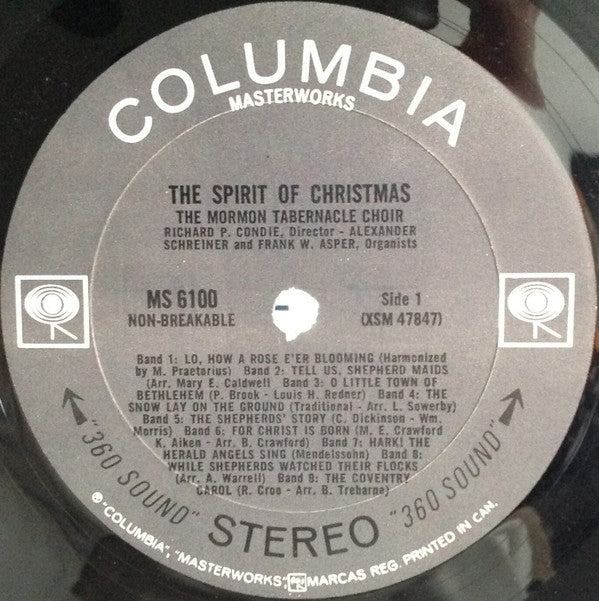 COLUMBIA
MASTERWORKS
THE SPIRIT OF CHRISTMAS
THE MORMON TABERNACLE CHOIR
RICHARD P. CONDIE, Director - ALEXANDER
SCHREINER and FRANK W. ASPER, Organists
MS 6100
NON-BREAKABLE
Side 1
(XSM 47847)
Band 1: LO, HOW A ROSE E'ER BLOOMING (Harmonized
by M. Praetorius) Band 2: TELL US, SHEPHERD MAIDS
(Arr. Mary E. Caldwell Band 3: O LITTLE TOWN OF
BETHLEHEM (P. Brook - Louis H. Redner) Band 4: THE
SNOW LAY ON THE GROUND (Traditional - Arr. L. Sowerby)
Band 5: THE SHEPHERDS' STORY (C. Dickinson - Wm.
Morris) Band 6: FOR CHRIST IS BORN (M. E. Crawford
K. Aiken - Arr. B. Crawford) Band 7: HARK! THE
HERALD ANGELS SING (Mendelssohn) Band 8:
WHILE SHEPHERDS WATCHED THEIR FLOCKS
(Arr. A. Warrell) Band 9: THE COVENTRY
CAROL (R. Croo - Arr. B. Treharne)
"360 SOUND" STEREO "360 SOUND"
® "COLUMBIA", "MASTERWORKS", MARCAS REG. PRINTED IN CAN.